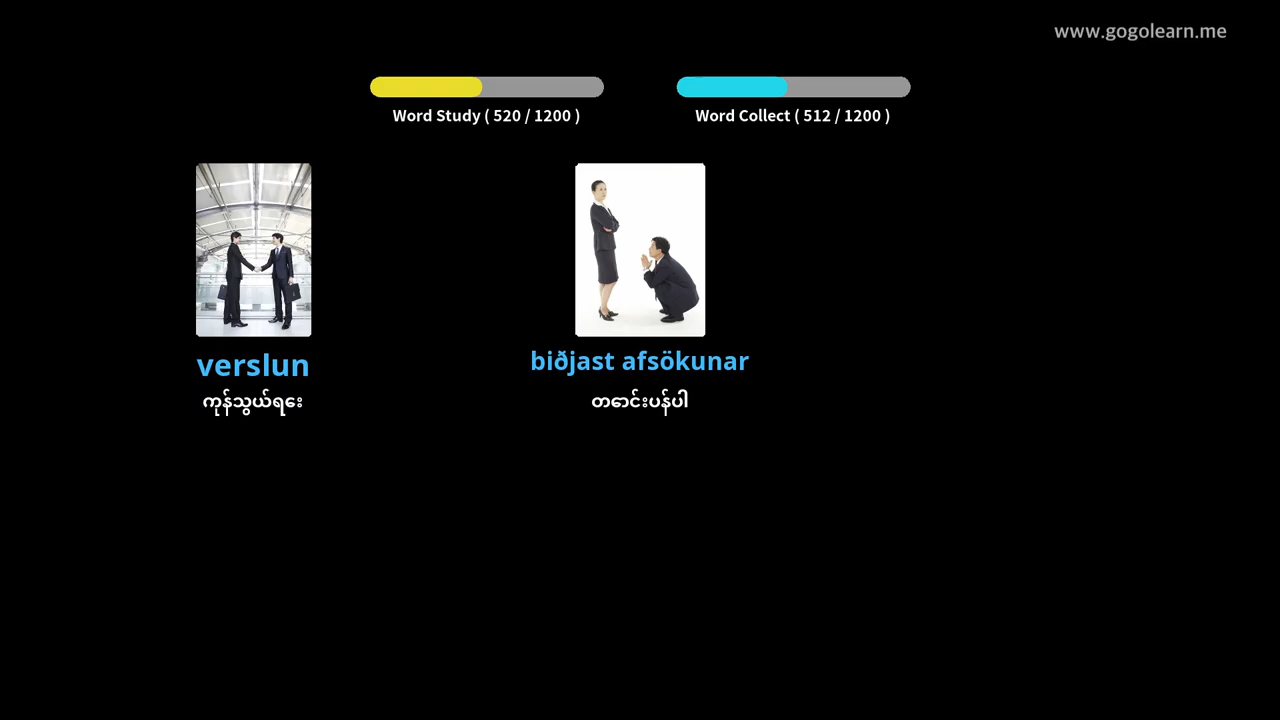 www.gogolearn.me
Word Study ( 520 / 1200 )
Word Collect ( 512 / 1200 )
verslun
ကုန်သွယ်ရေး
biðjast afsökunar
တောင်းပန်ပါ